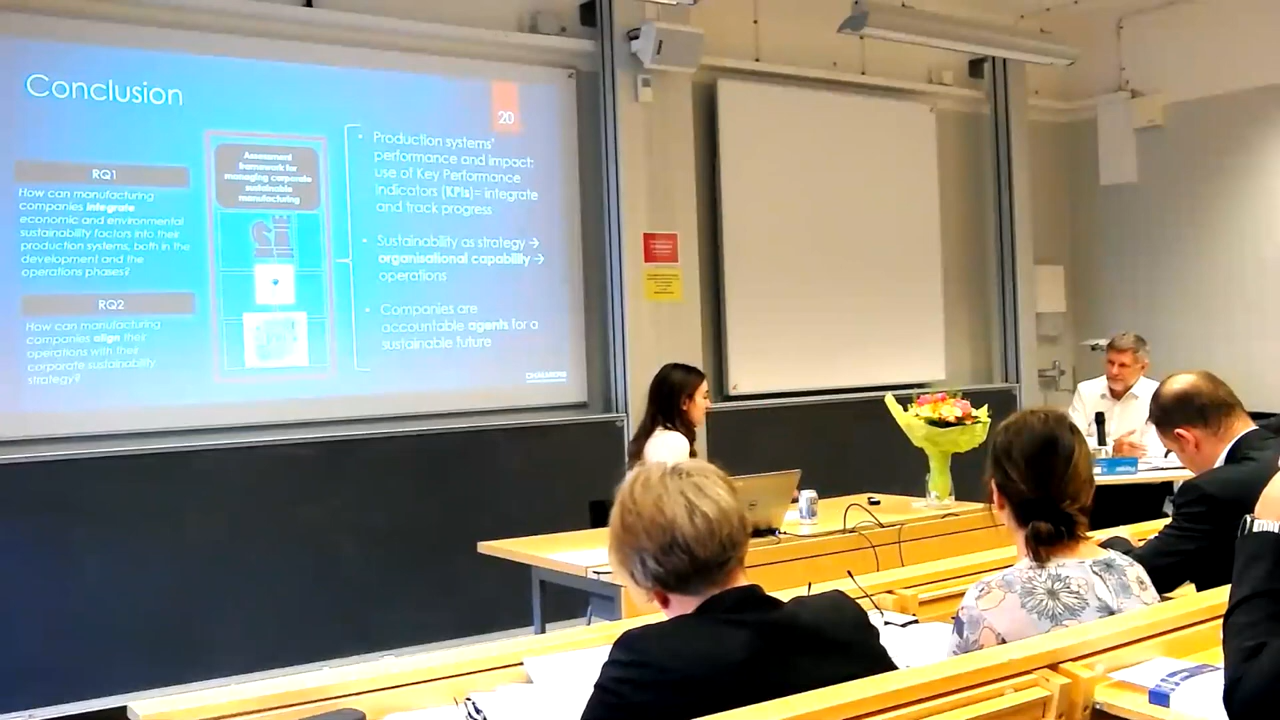 Conclusion
20
RQ1
How can manufacturing
companies integrate
economic and environmental
sustainability factors into their
production systems, both in the
development and the
operations phases?
RQ2
How can manufacturing
companies align their
operations with their
corporate sustainability
strategy?
Assessment
framework for
managing corporate
sustainable
manufacturing
• Production systems'
performance and impact:
use of Key Performance
Indicators (KPIs)= integrate
and track progress
• Sustainability as strategy →
organisational capability →
operations
• Companies are
accountable agents for a
sustainable future
CHALMERS